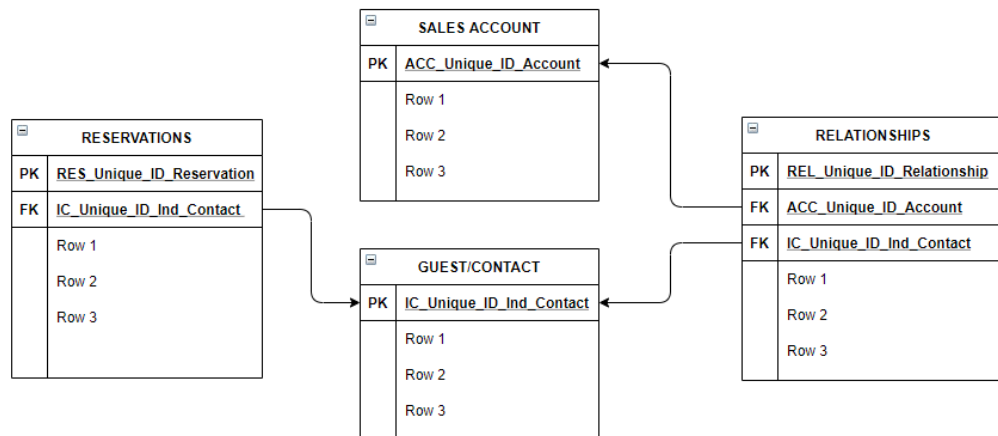 SALES ACCOUNT
PK ACC_Unique_ID_Account
Row 1
Row 2
Row 3
RESERVATIONS
PK RES_Unique_ID_Reservation
FK IC_Unique_ID_Ind_Contact
Row 1
Row 2
Row 3
GUEST/CONTACT
PK IC_Unique_ID_Ind_Contact
Row 1
Row 2
Row 3
RELATIONSHIPS
PK REL_Unique_ID_Relationship
FK ACC_Unique_ID_Account
FK IC_Unique_ID_Ind_Contact
Row 1
Row 2
Row 3